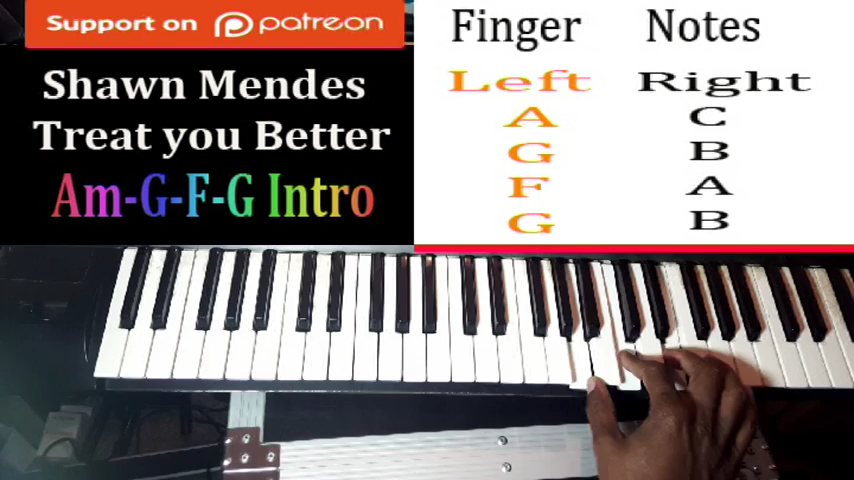 Support on patreon
Shawn Mendes
Treat you Better
Am-G-F-G Intro
Finger Notes
Left Right
A C
G B
F A
G B